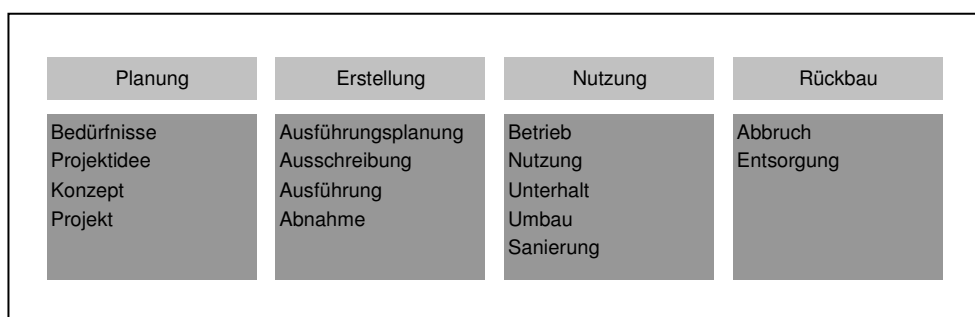 Planung
Bedürfnisse
Projektidee
Konzept
Projekt
Erstellung
Ausführungsplanung
Ausschreibung
Ausführung
Abnahme
Nutzung
Betrieb
Nutzung
Unterhalt
Umbau
Sanierung
Rückbau
Abbruch
Entsorgung